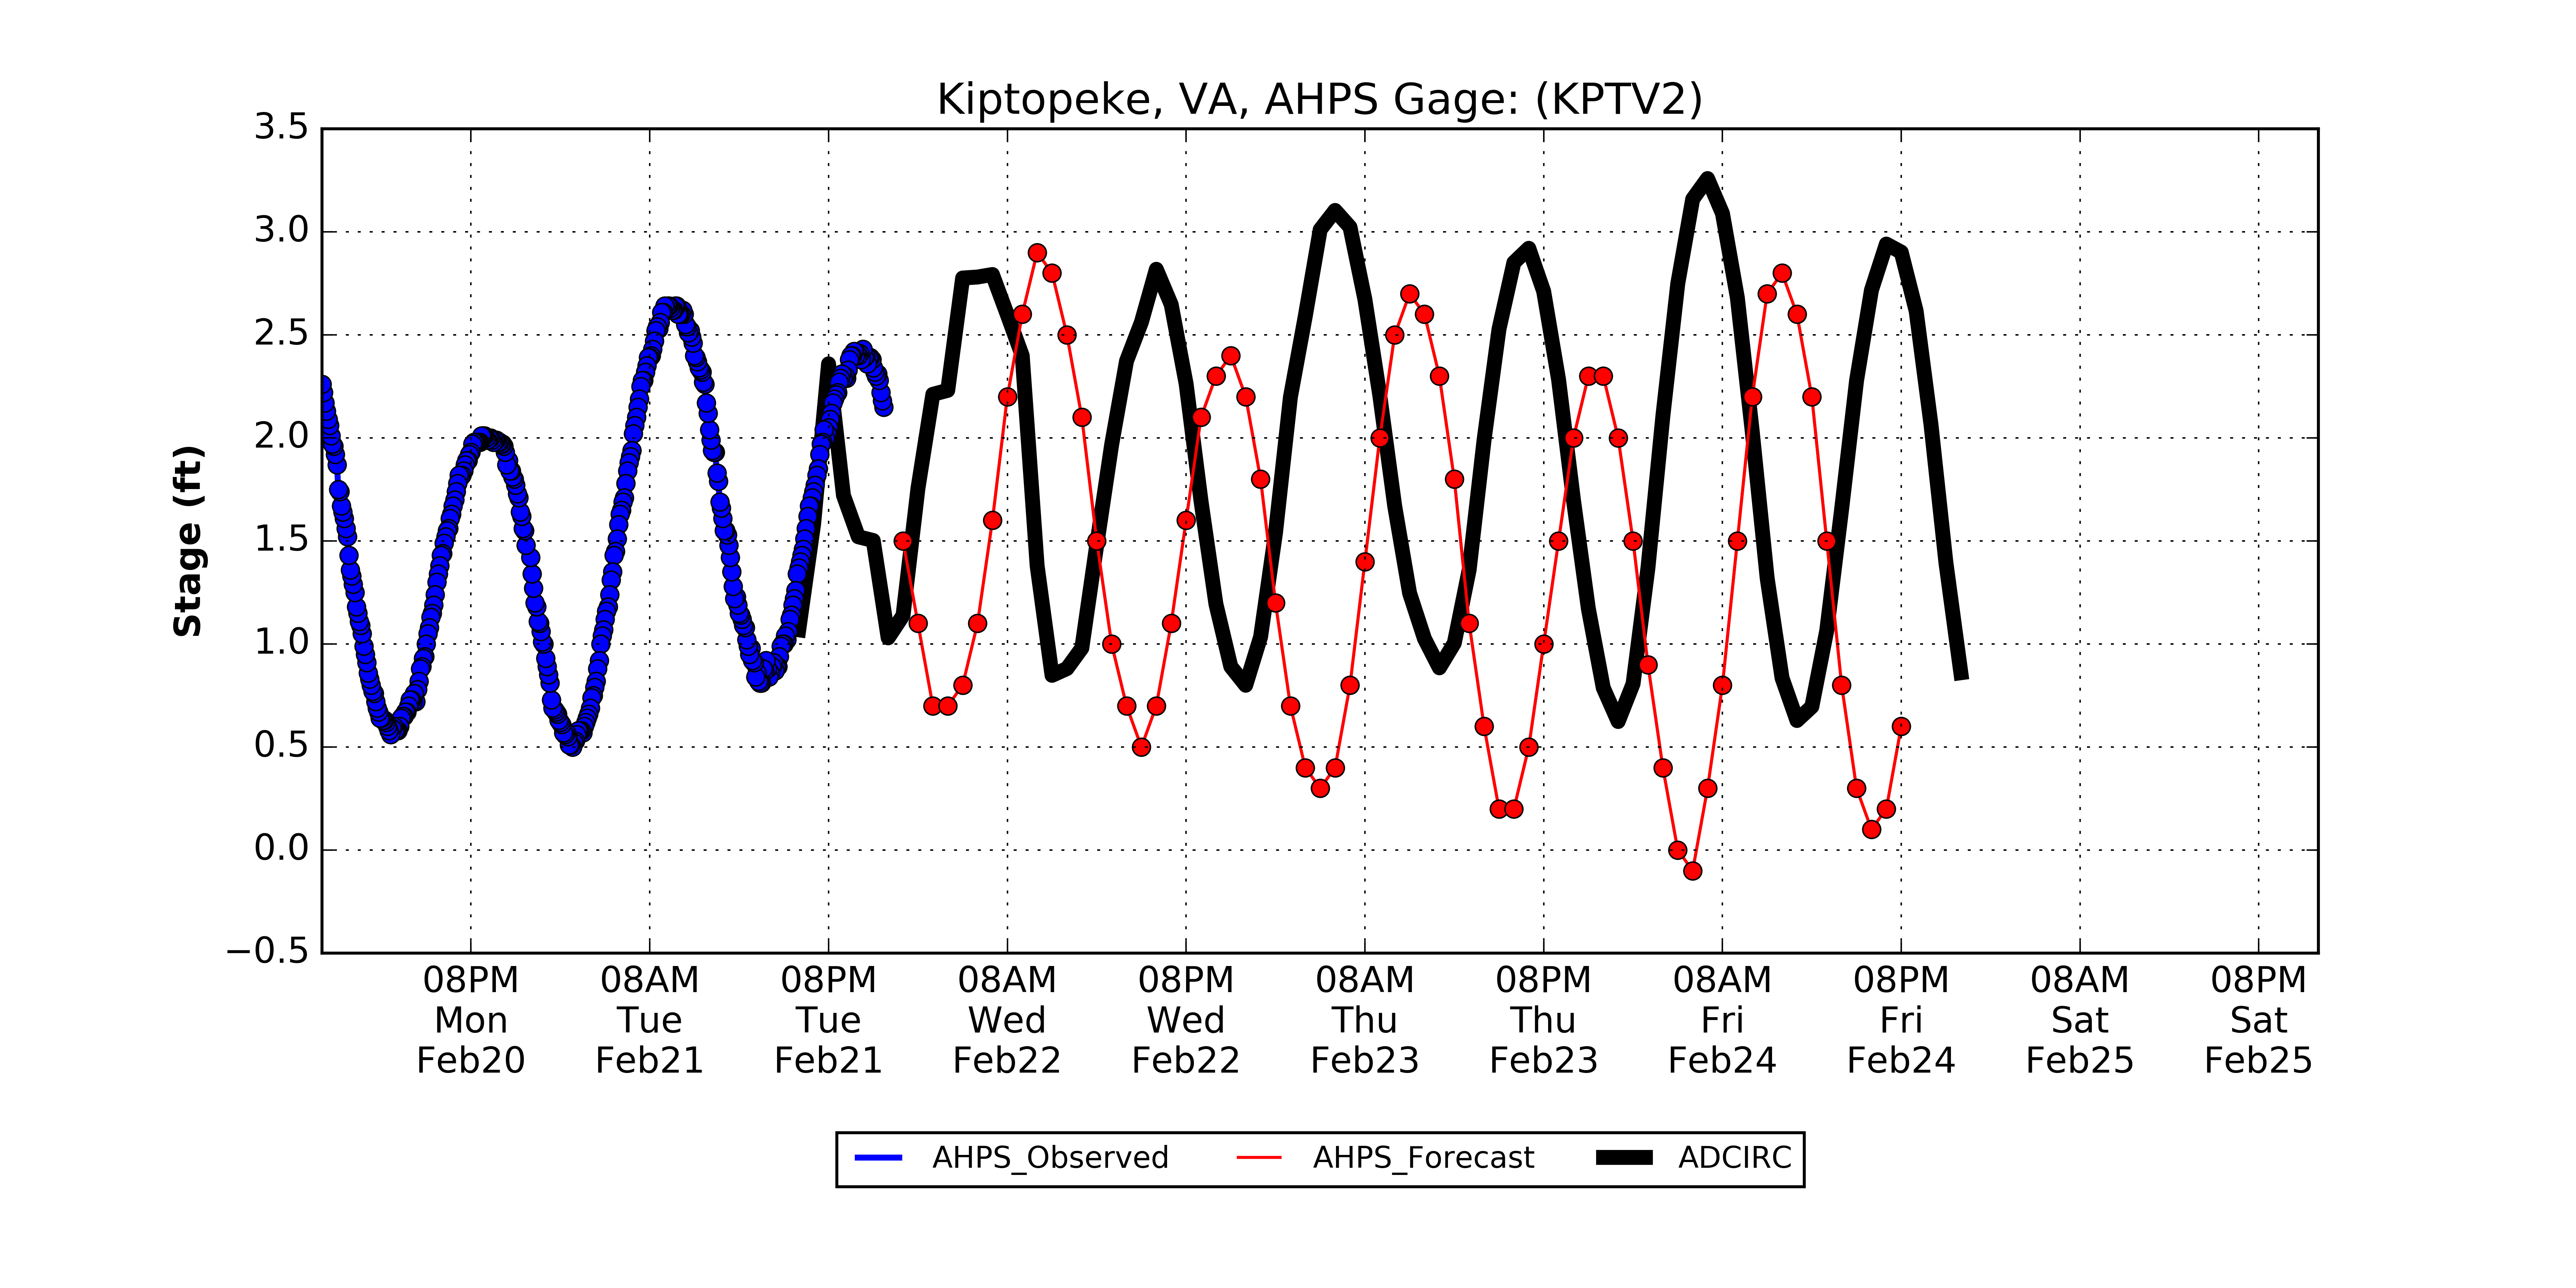 Kiptopeke, VA, AHPS Gage: (KPTV2)
3.5
3.0
2.5
2.0
1.5
1.0
0.5
0.0
−0.5
Stage (ft)
08PM 08AM 08PM 08AM 08PM 08AM 08PM 08AM 08PM 08AM 08PM
Mon Tue Tue Wed Wed Thu Thu Fri Fri Sat Sat
Feb20 Feb21 Feb21 Feb22 Feb22 Feb23 Feb23 Feb24 Feb24 Feb25 Feb25
AHPS_Observed AHPS_Forecast ADCIRC